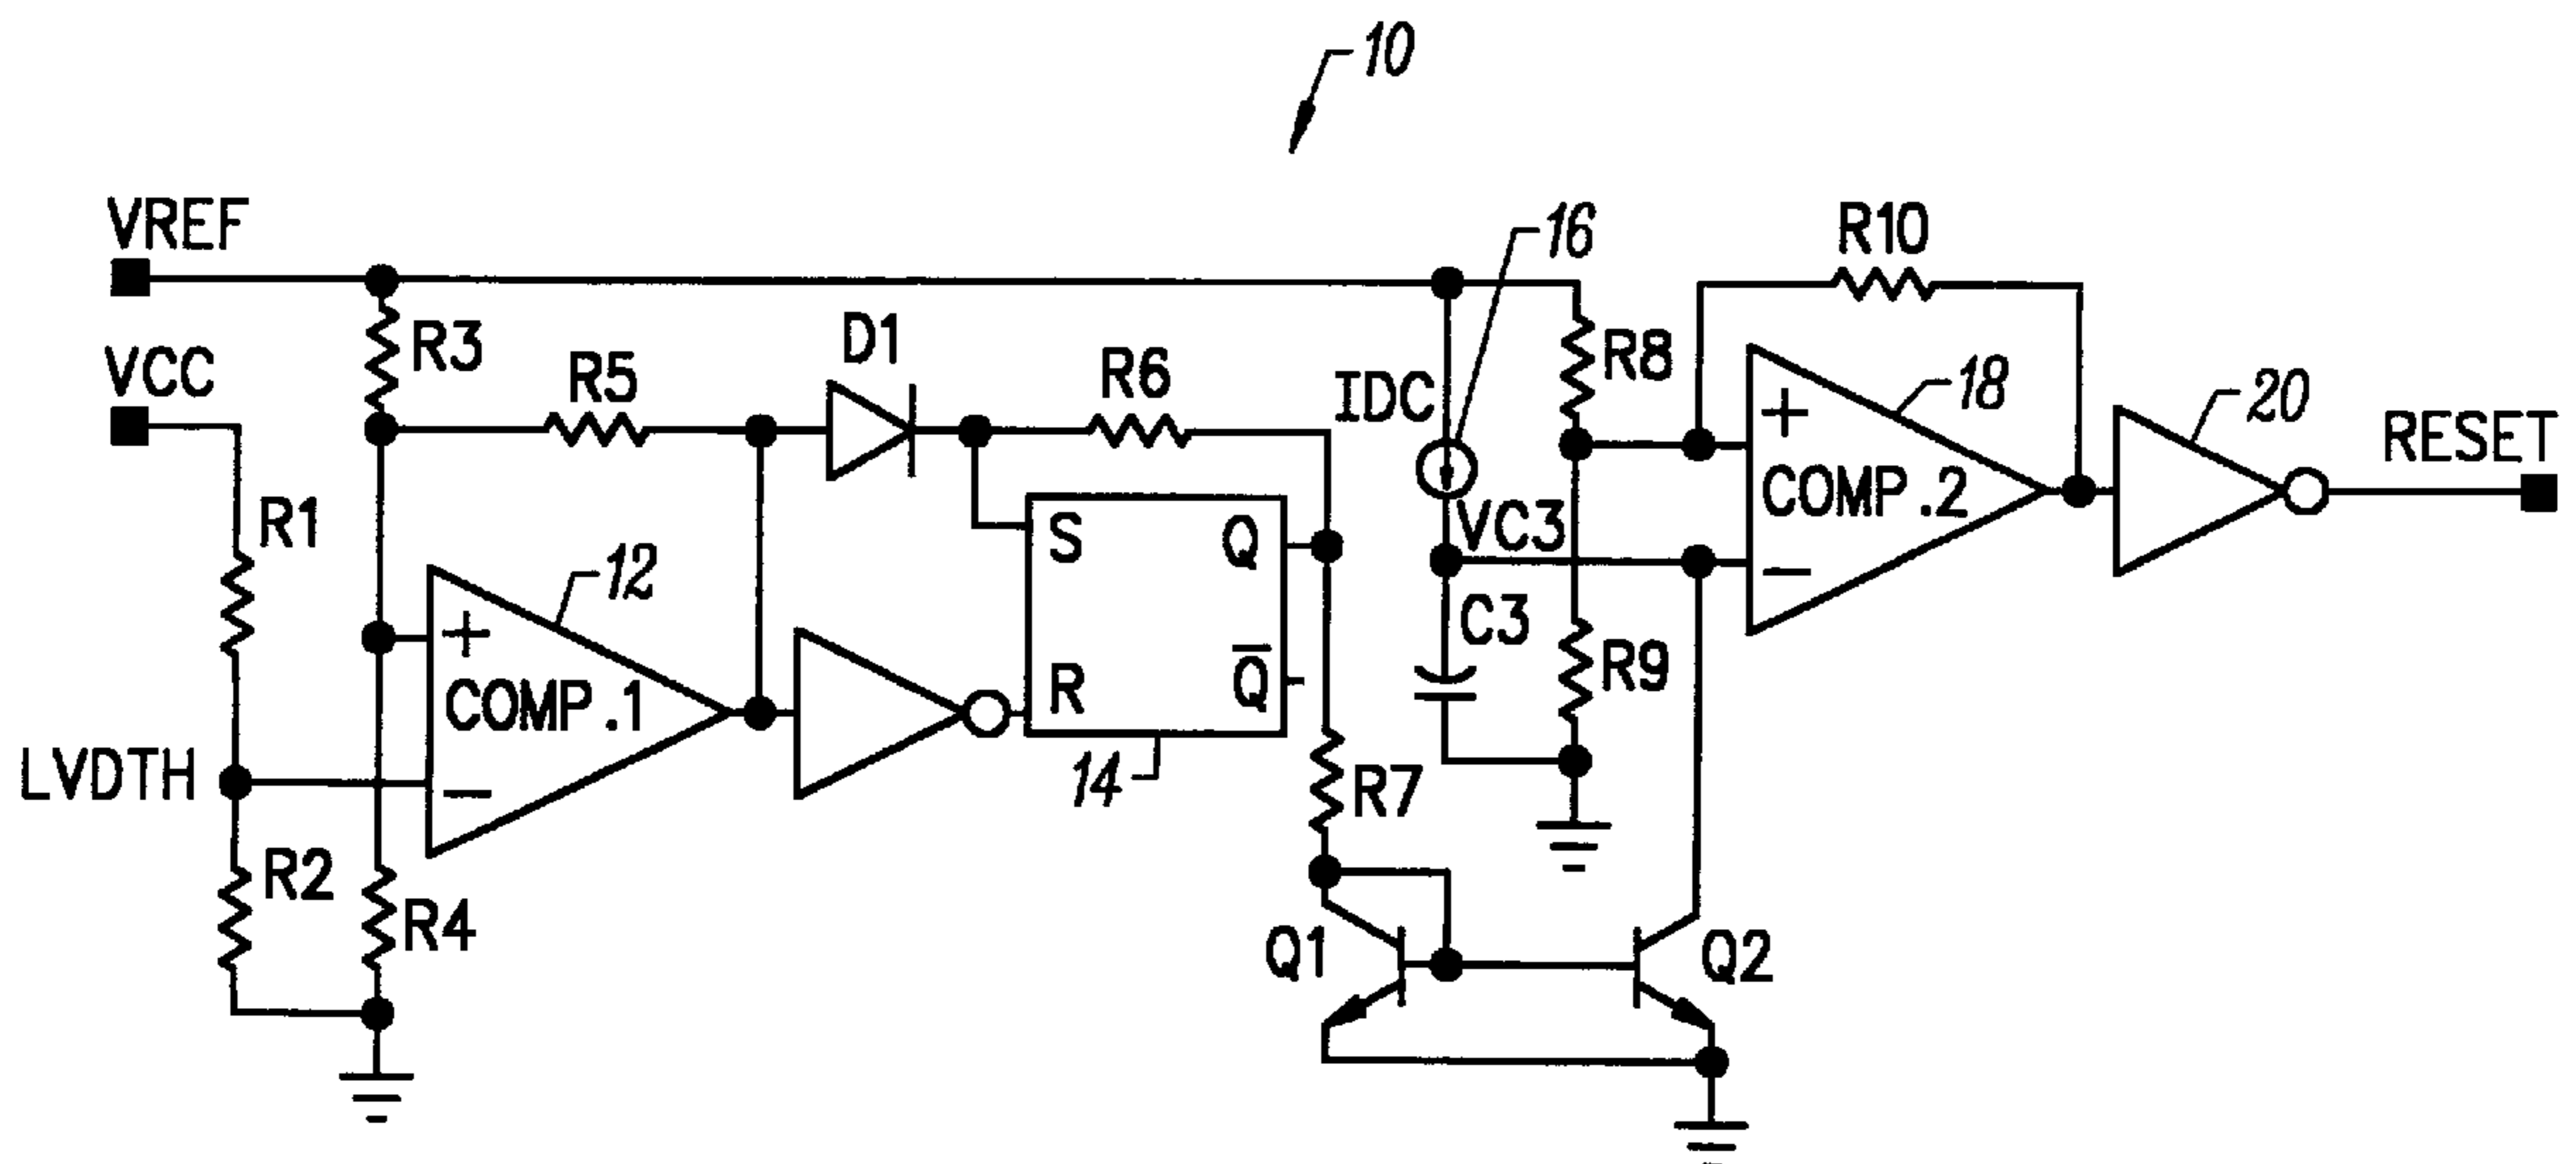 10
VREF
VCC
R3
R5
D1
R6
IDC
16
R8
R10
18
20
RESET
R1
12
S
Q
R
Q̅
14
VC3
C3
R9
+
COMP.1
−
+
COMP.2
−
LVDTH
R2
R4
R7
Q1
Q2